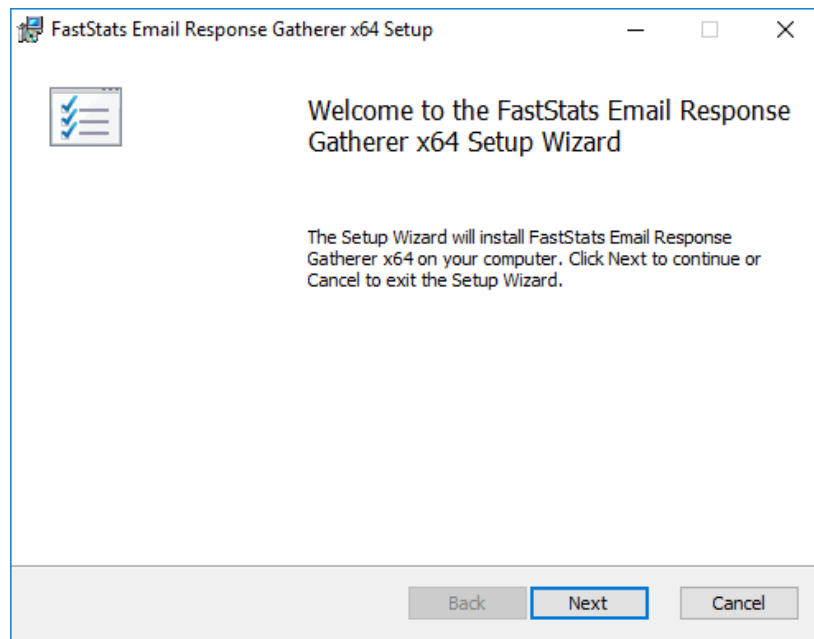 FastStats Email Response Gatherer x64 Setup
Welcome to the FastStats Email Response
Gatherer x64 Setup Wizard
The Setup Wizard will install FastStats Email Response
Gatherer x64 on your computer. Click Next to continue or
Cancel to exit the Setup Wizard.
Back Next Cancel